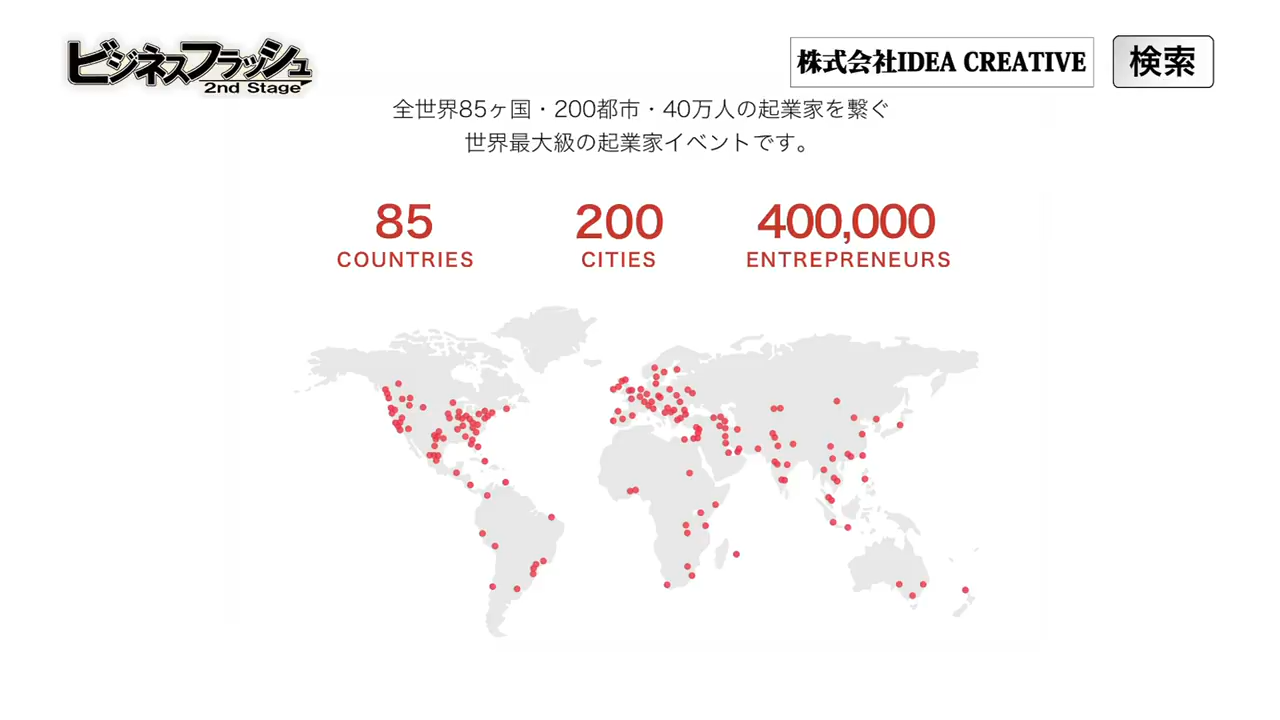 ビジネスフラッシュ
2nd Stage
株式会社IDEA CREATIVE
検索
全世界85ヶ国・200都市・40万人の起業家を繋ぐ
世界最大級の起業家イベントです。
85
COUNTRIES
200
CITIES
400,000
ENTREPRENEURS